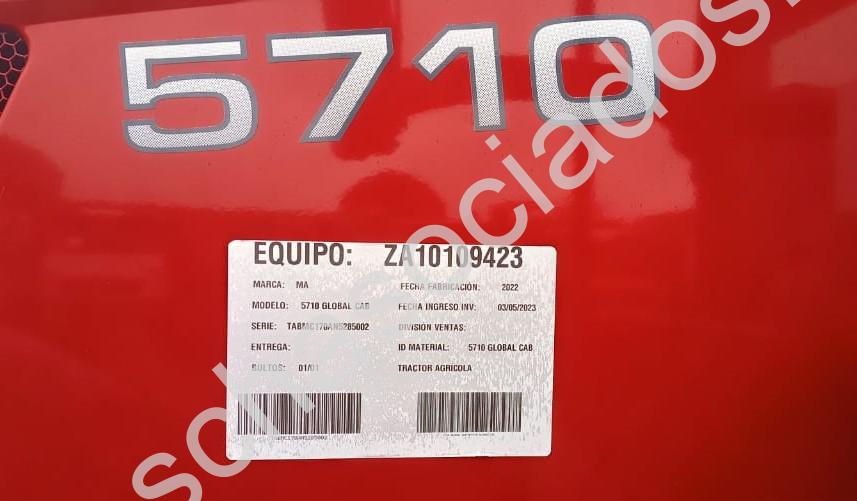 5710
EQUIPO: ZA10109423
MARCA: MA FECHA FABRICACIÓN: 2022
MODELO: 5710 GLOBAL CAB FECHA INGRESO INV: 03/05/2023
SERIE: DIVISIÓN VENTAS:
ENTREGA: ID MATERIAL: 5710 GLOBAL CAB
BULTOS: 01/01 TRACTOR AGRICOLA